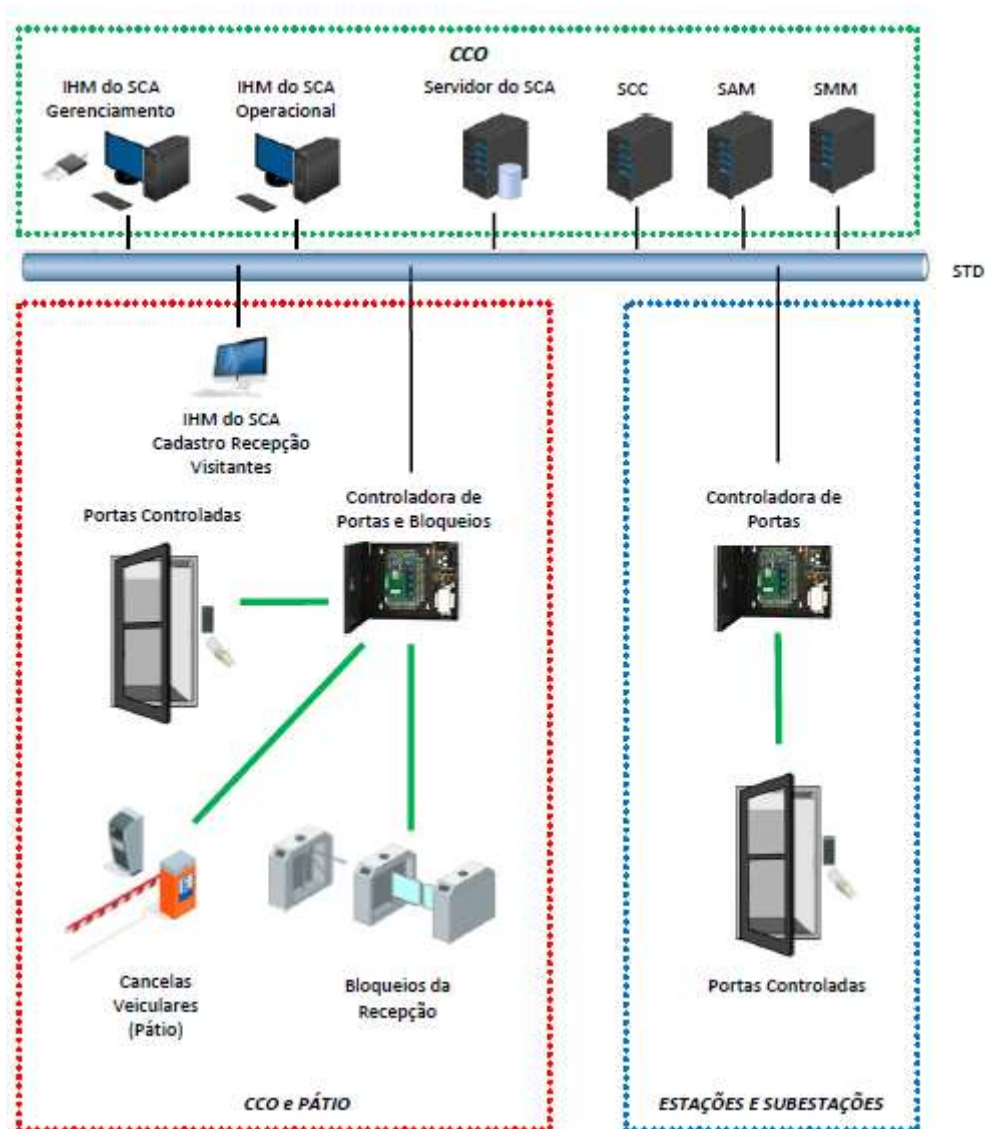 CCO
IHM do SCA
Gerenciamento
IHM do SCA
Operacional
Servidor do SCA
SCC
SAM
SMM
STD
IHM do SCA
Cadastro Recepção
Visitantes
Portas Controladas
Controladora de
Portas e Bloqueios
Controladora de
Portas
Cancelas
Veiculares
(Pátio)
Bloqueios da
Recepção
Portas Controladas
CCO e PÁTIO
ESTAÇÕES E SUBESTAÇÕES